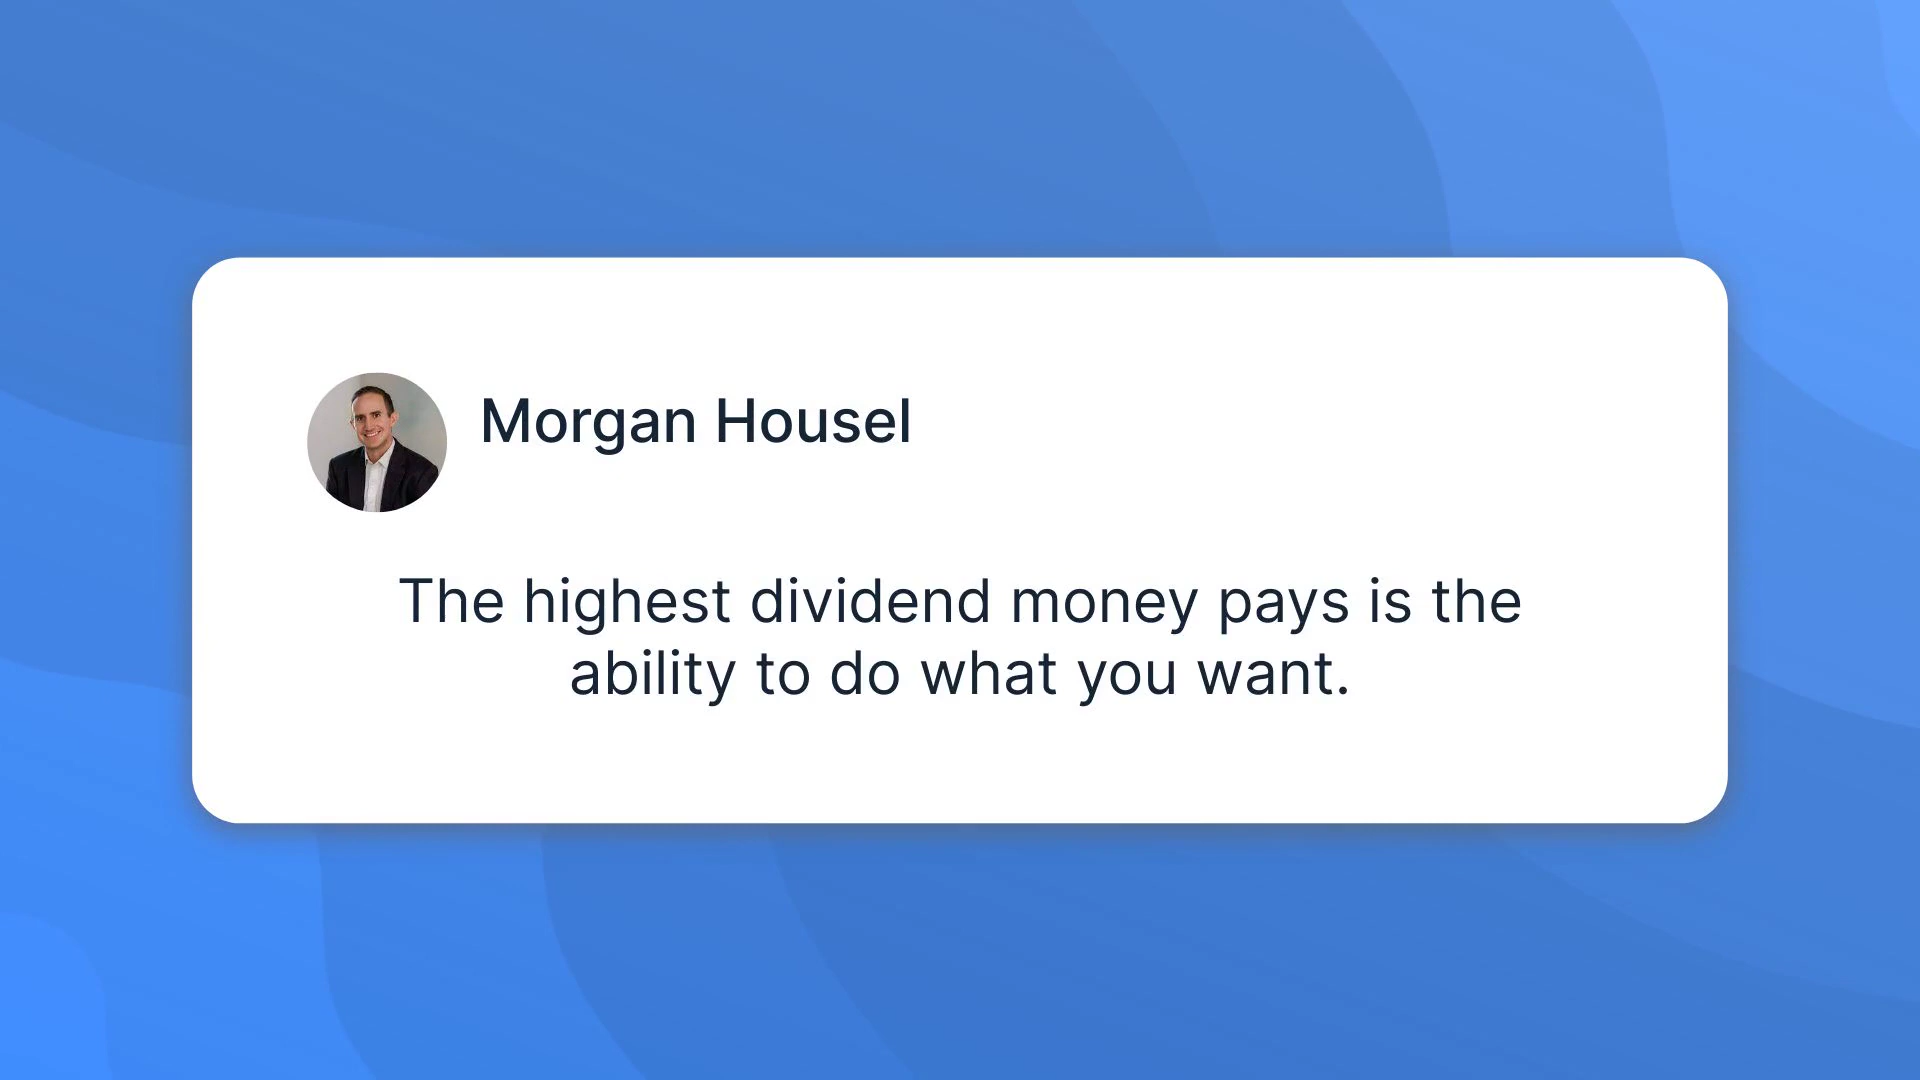 Morgan Housel
The highest dividend money pays is the
ability to do what you want.